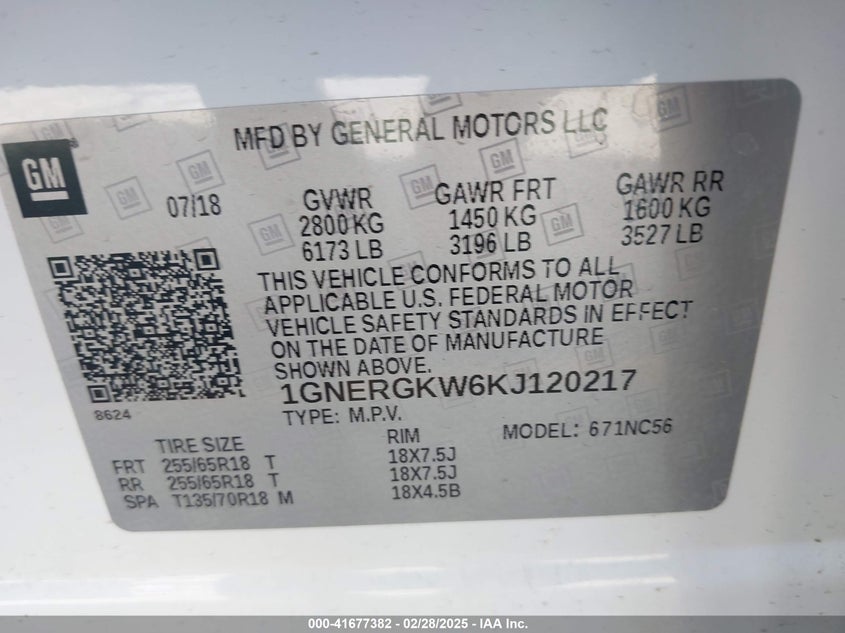 MFD BY GENERAL MOTORS LLC
GM
07/18
GVWR GAWR FRT GAWR RR
2800 KG 1450 KG 1600 KG
6173 LB 3196 LB 3527 LB
THIS VEHICLE CONFORMS TO ALL
APPLICABLE U.S. FEDERAL MOTOR
VEHICLE SAFETY STANDARDS IN EFFECT
ON THE DATE OF MANUFACTURE
SHOWN ABOVE.
1GNERGKW6KJ120217
8624
TYPE: M.P.V.
MODEL: 671NC56
TIRE SIZE RIM
FRT 255/65R18 T 18X7.5J
RR 255/65R18 T 18X7.5J
SPA T135/70R18 M 18X4.5B
000-41677382 - 02/28/2025 - IAA Inc.